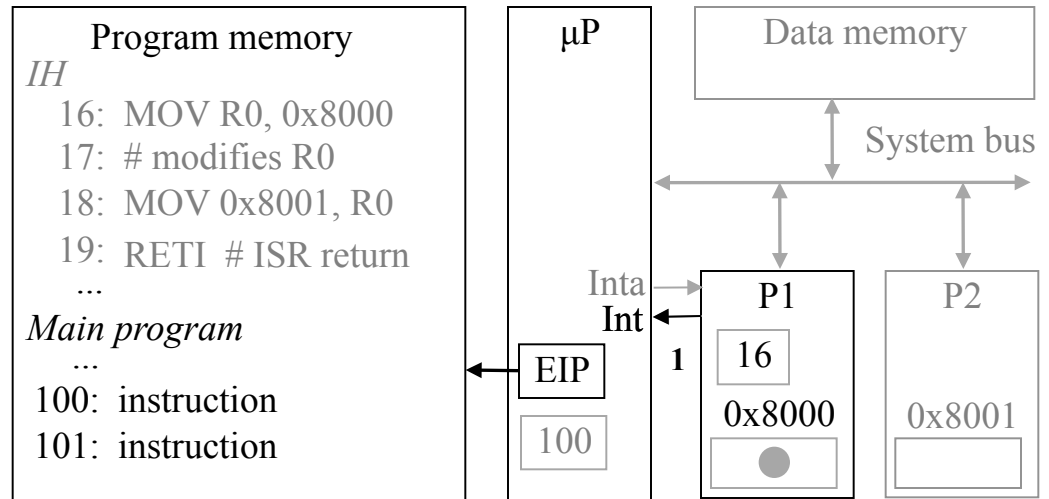 Program memory
IH
16: MOV R0, 0x8000
17: # modifies R0
18: MOV 0x8001, R0
19: RETI # ISR return
...
Main program
...
100: instruction
101: instruction
μP
Inta
Int
EIP
100
Data memory
System bus
1
P1
16
0x8000
P2
0x8001